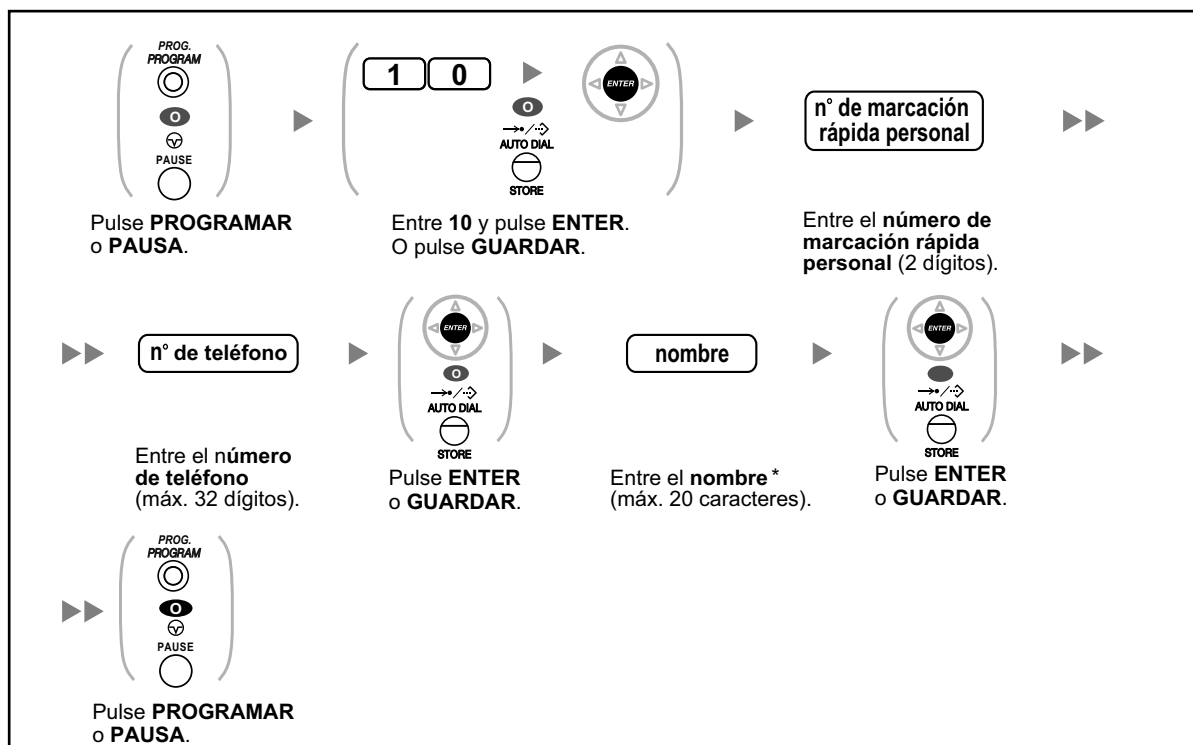 PROG.
PROGRAM
O
PAUSE
Pulse PROGRAMAR
o PAUSA.
1 0
ENTER
O
AUTO DIAL
STORE
Entre 10 y pulse ENTER.
O pulse GUARDAR.
n° de marcación
rápida personal
Entre el número de
marcación rápida
personal (2 dígitos).
n° de teléfono
Entre el número
de teléfono
(máx. 32 dígitos).
ENTER
O
AUTO DIAL
STORE
Pulse ENTER
o GUARDAR.
nombre
Entre el nombre *
(máx. 20 caracteres).
ENTER
AUTO DIAL
STORE
Pulse ENTER
o GUARDAR.
PROG.
PROGRAM
O
PAUSE
Pulse PROGRAMAR
o PAUSA.